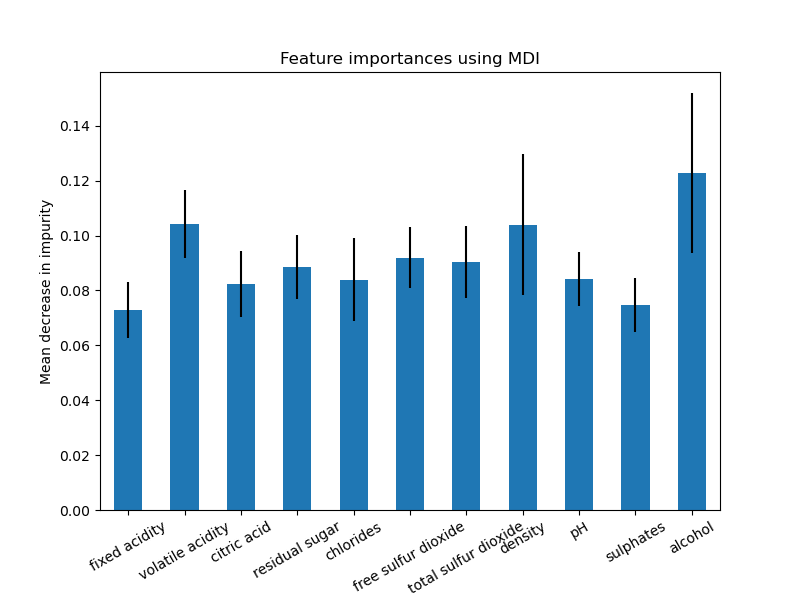 Feature importances using MDI
Mean decrease in impurity
0.14
0.12
0.10
0.08
0.06
0.04
0.02
0.00
fixed acidity
volatile acidity
citric acid
residual sugar
chlorides
free sulfur dioxide
total sulfur dioxide
density
pH
sulphates
alcohol